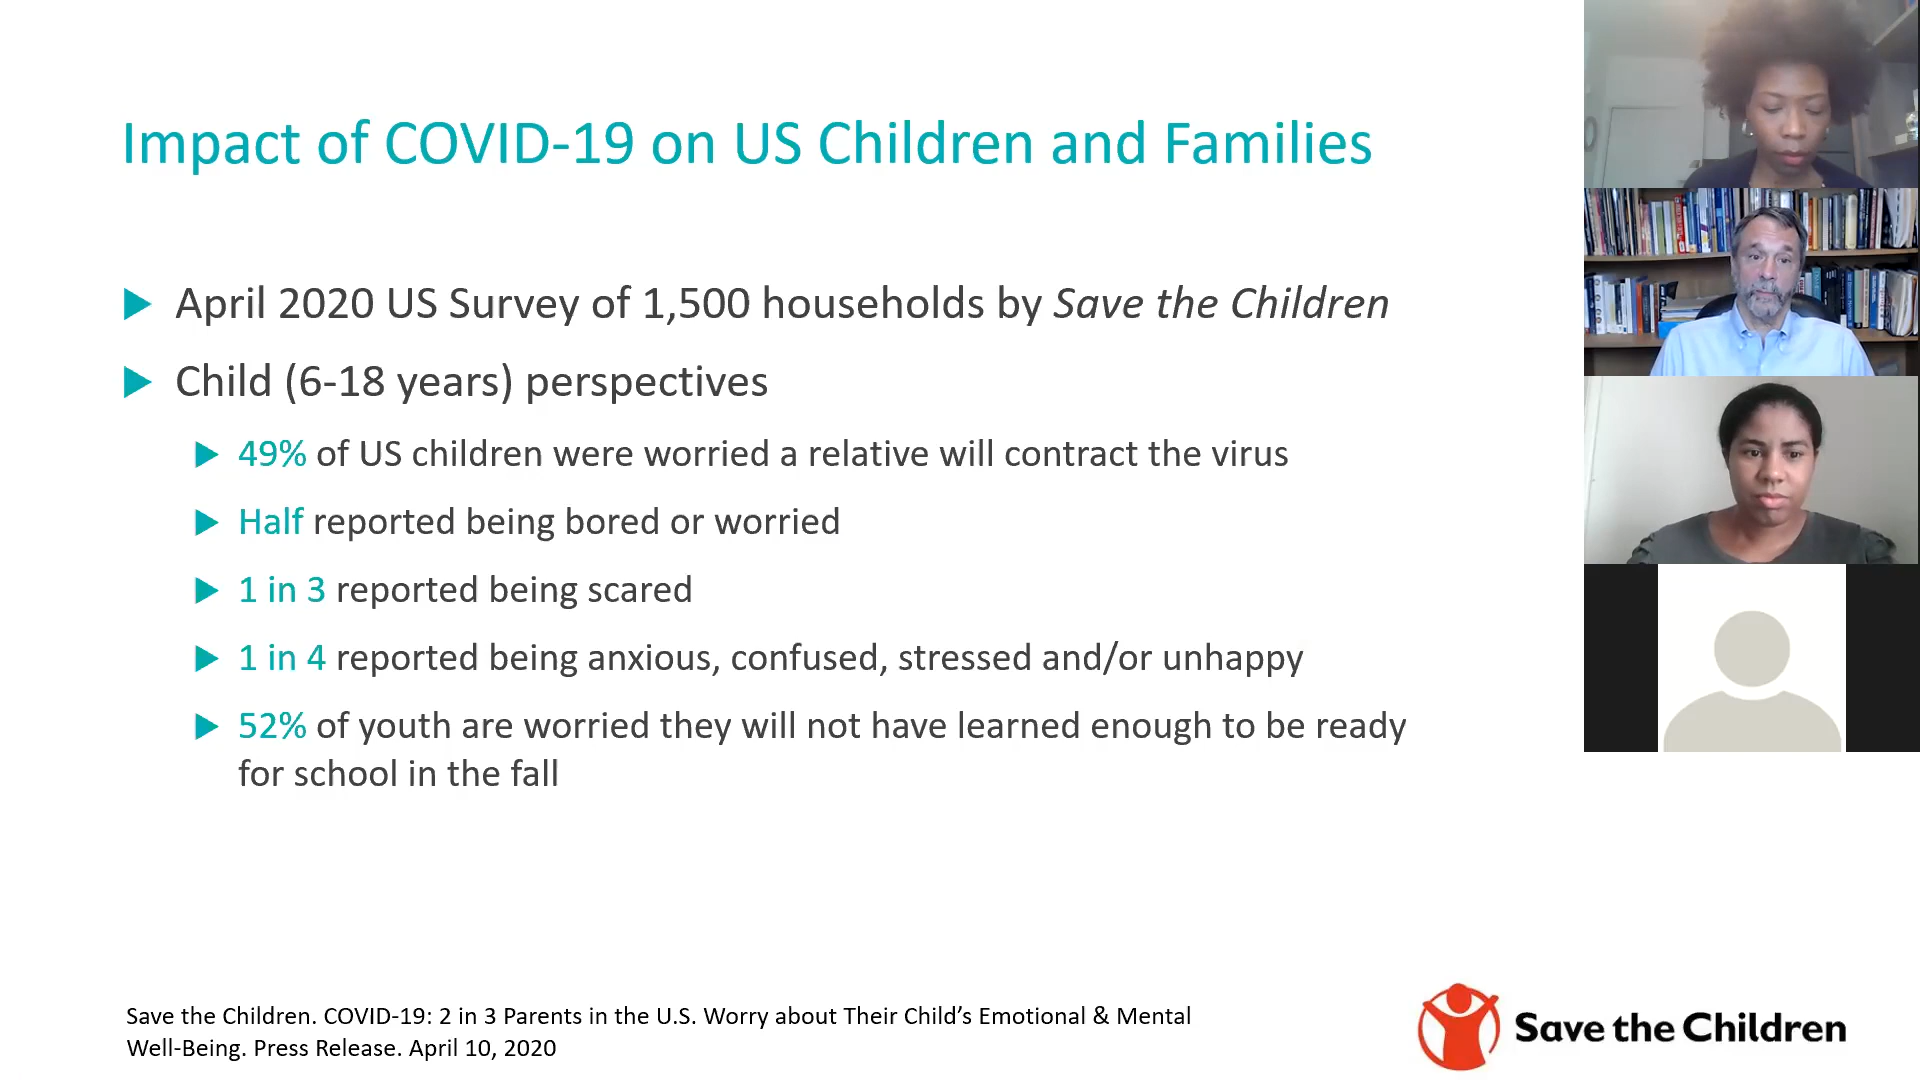 Impact of COVID-19 on US Children and Families
April 2020 US Survey of 1,500 households by Save the Children
Child (6-18 years) perspectives
49% of US children were worried a relative will contract the virus
Half reported being bored or worried
1 in 3 reported being scared
1 in 4 reported being anxious, confused, stressed and/or unhappy
52% of youth are worried they will not have learned enough to be ready
for school in the fall
Save the Children. COVID-19: 2 in 3 Parents in the U.S. Worry about Their Child’s Emotional & Mental
Well-Being. Press Release. April 10, 2020
Save the Children